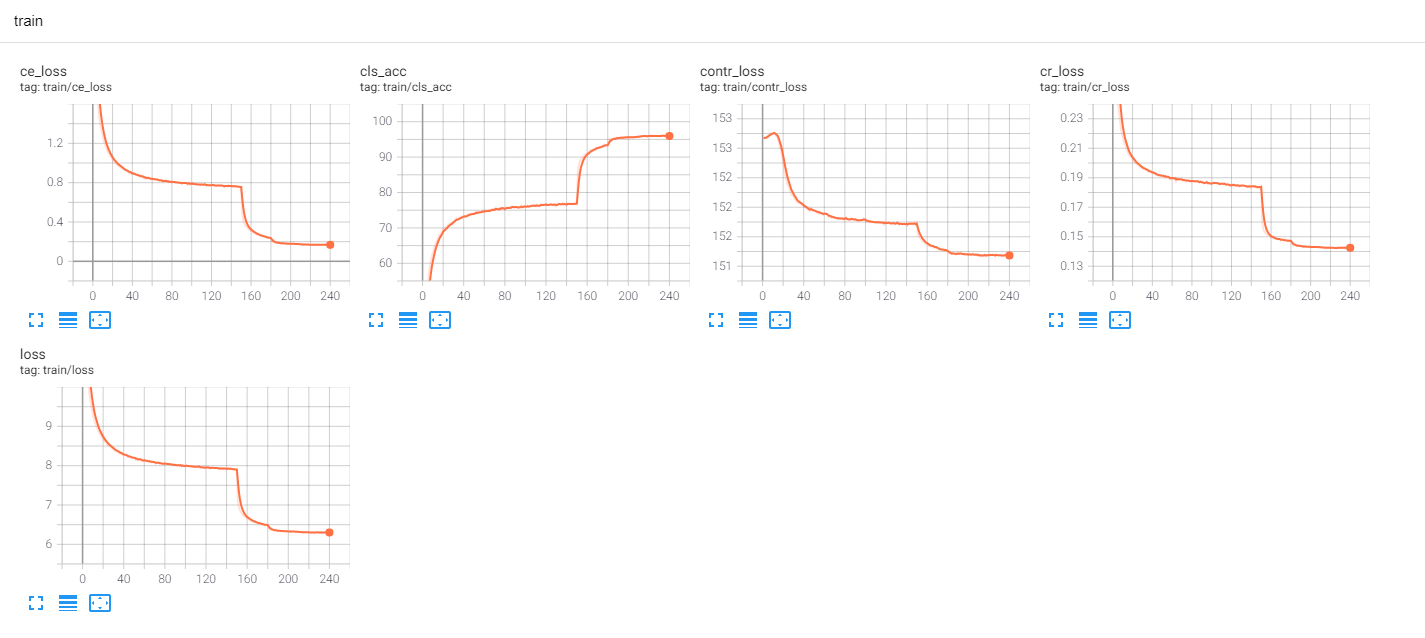 train
ce_loss
tag: train/ce_loss
1.2
0.8
0.4
0
0 40 80 120 160 200 240
cls_acc
tag: train/cls_acc
100
90
80
70
60
0 40 80 120 160 200 240
contr_loss
tag: train/contr_loss
153
153
152
152
152
151
0 40 80 120 160 200 240
cr_loss
tag: train/cr_loss
0.23
0.21
0.19
0.17
0.15
0.13
0 40 80 120 160 200 240
loss
tag: train/loss
9
8
7
6
0 40 80 120 160 200 240